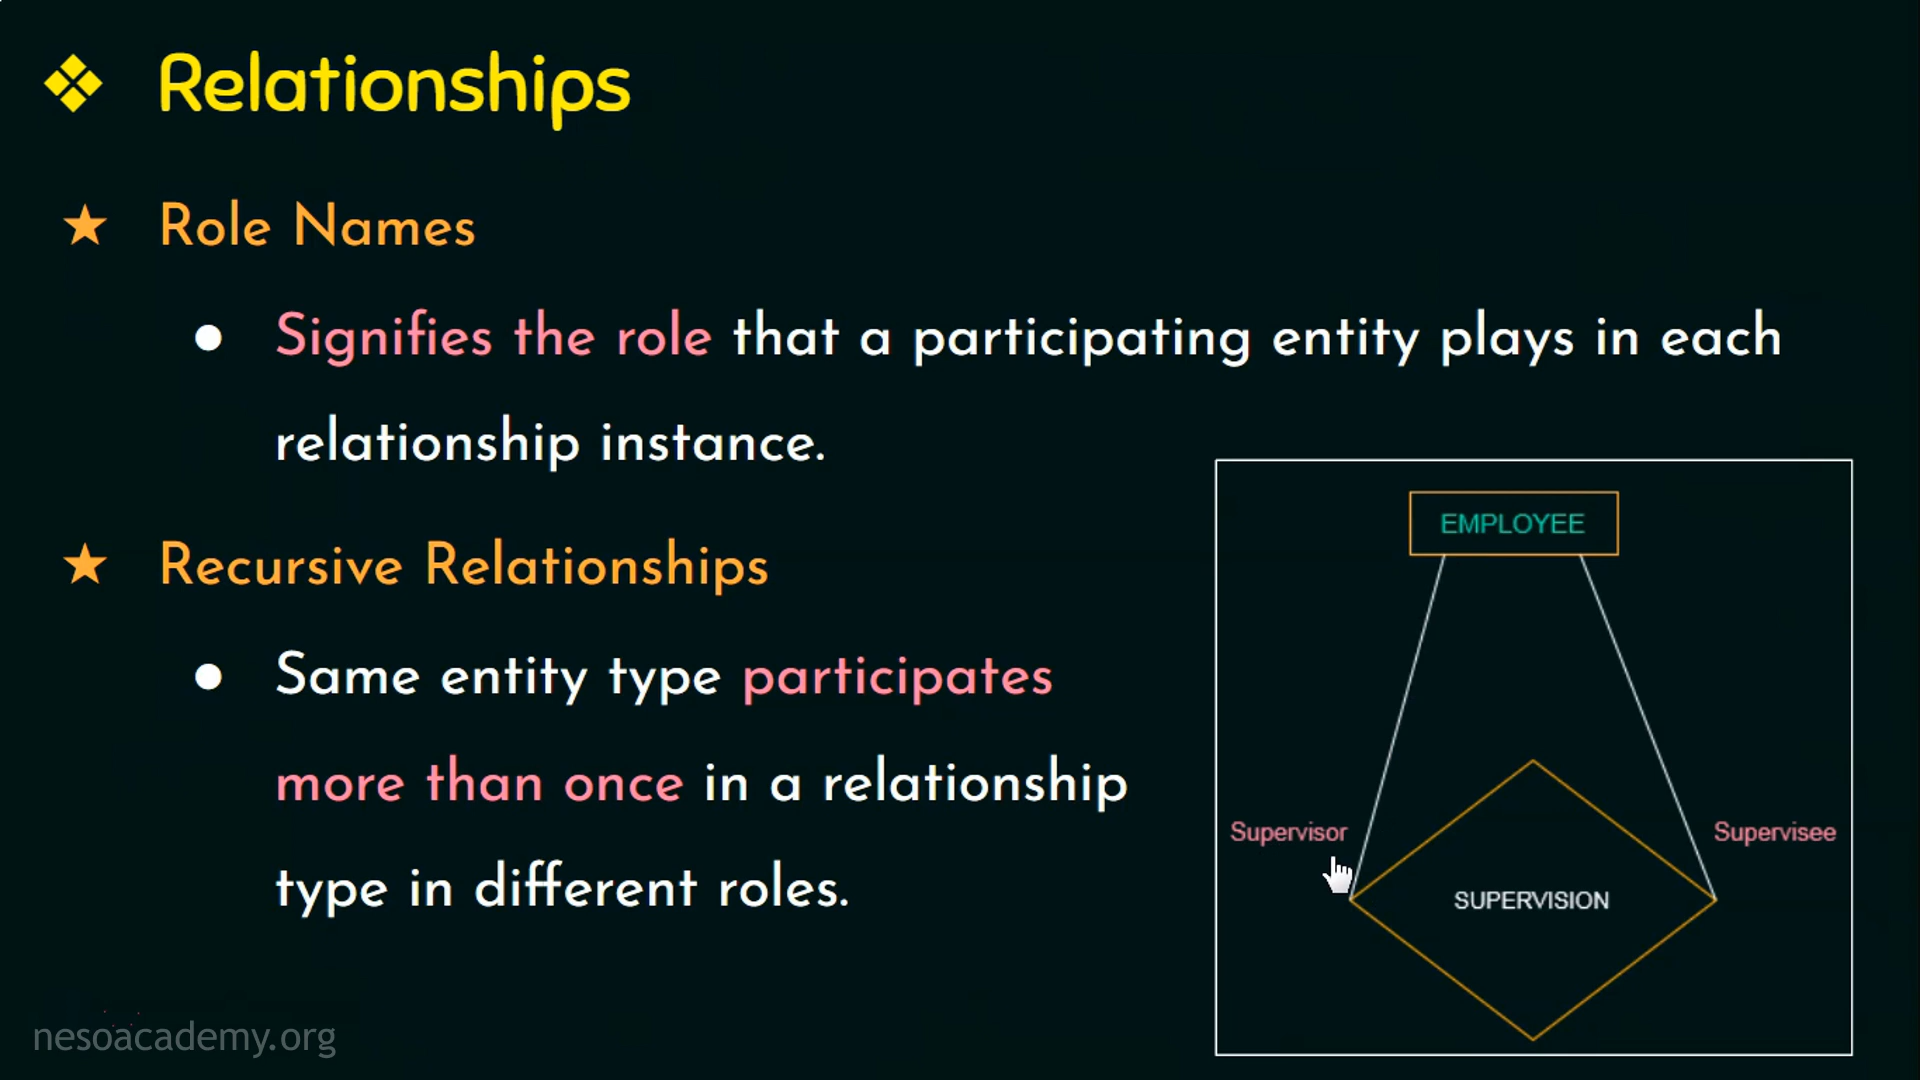 ❖ Relationships
★ Role Names
● Signifies the role that a participating entity plays in each
relationship instance.
★ Recursive Relationships
● Same entity type participates
more than once in a relationship
type in different roles.
EMPLOYEE
Supervisor
Supervisee
SUPERVISION
nesoacademy.org